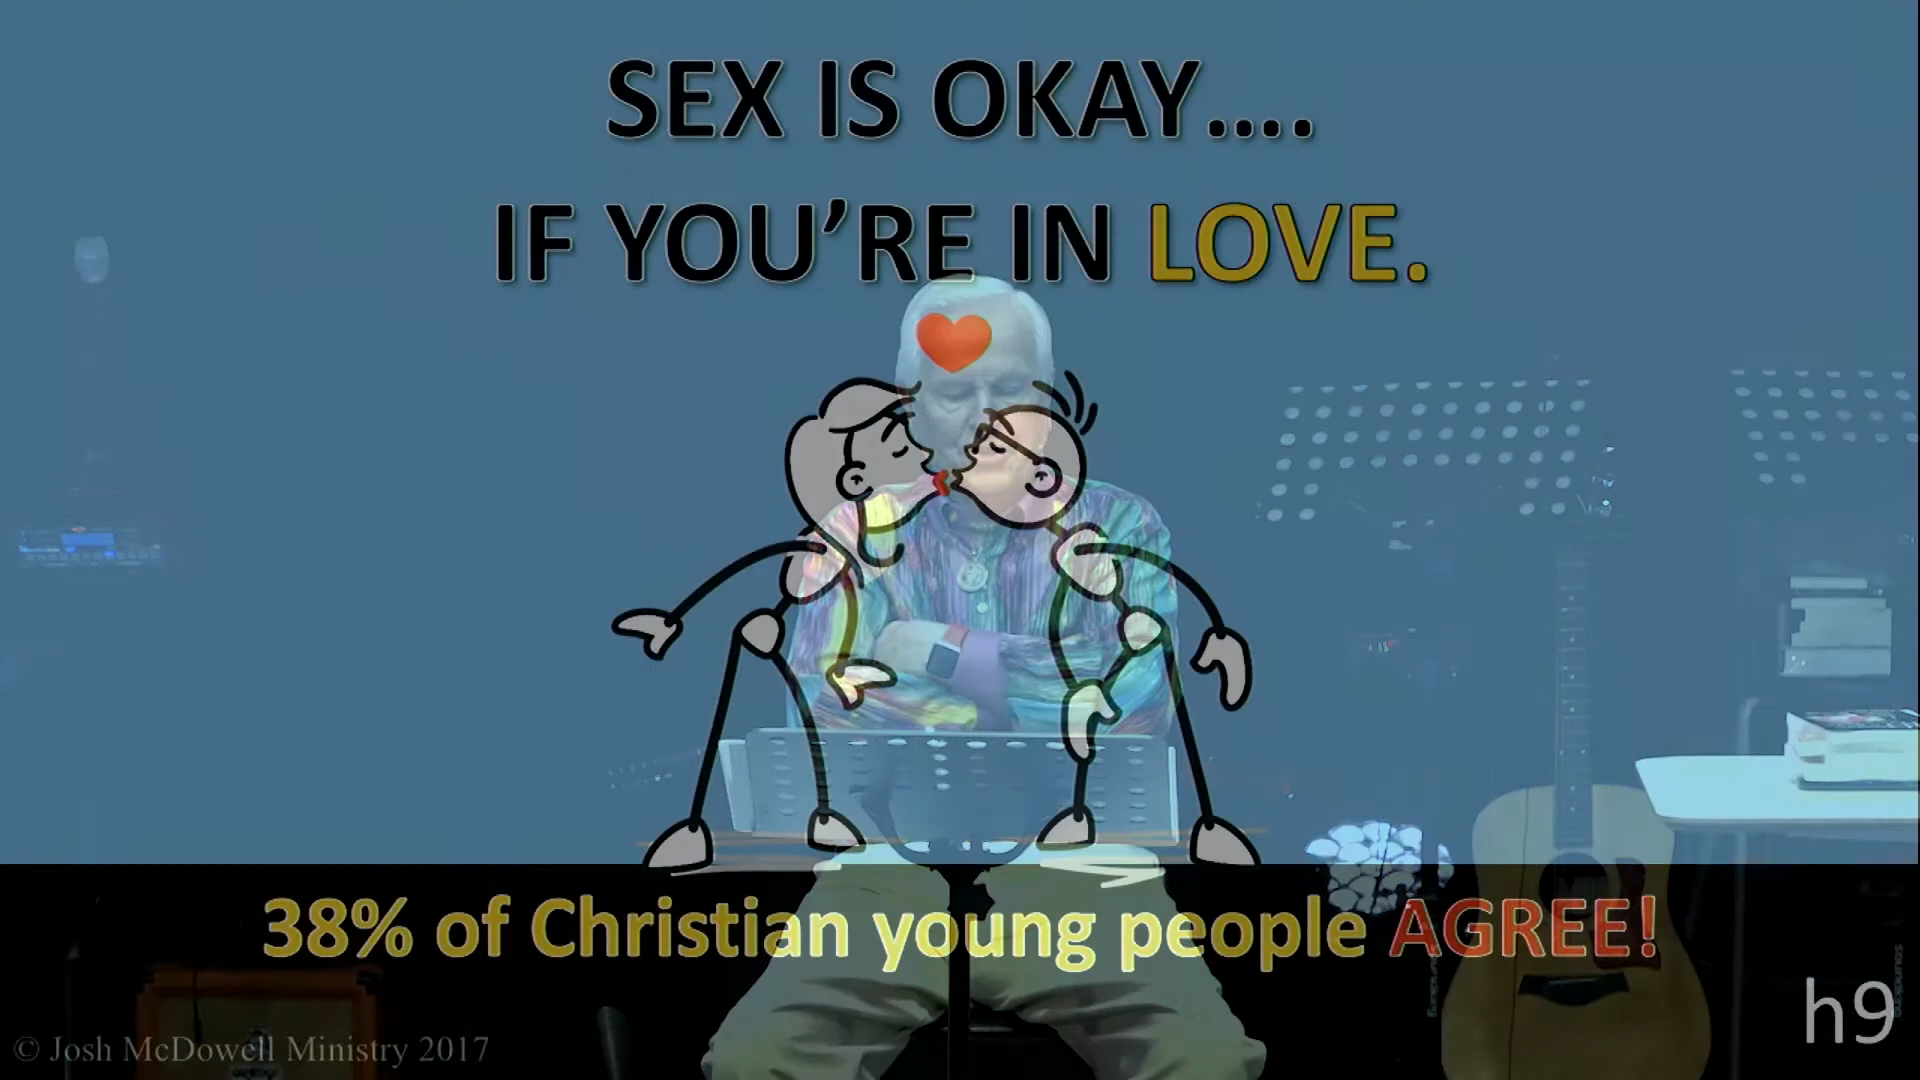 SEX IS OKAY....
IF YOU'RE IN LOVE.
38% of Christian young people AGREE!
h9
© Josh McDowell Ministry 2017